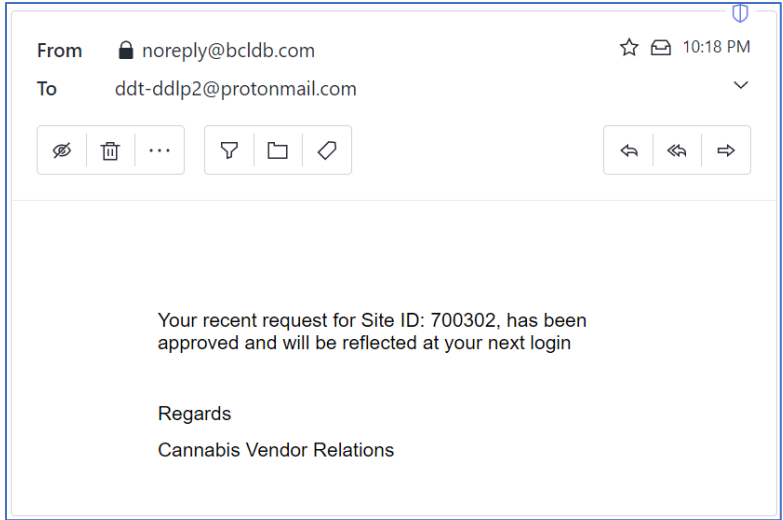 From noreply@bcldb.com 10:18 PM
To ddt-ddlp2@protonmail.com
Your recent request for Site ID: 700302, has been
approved and will be reflected at your next login
Regards
Cannabis Vendor Relations